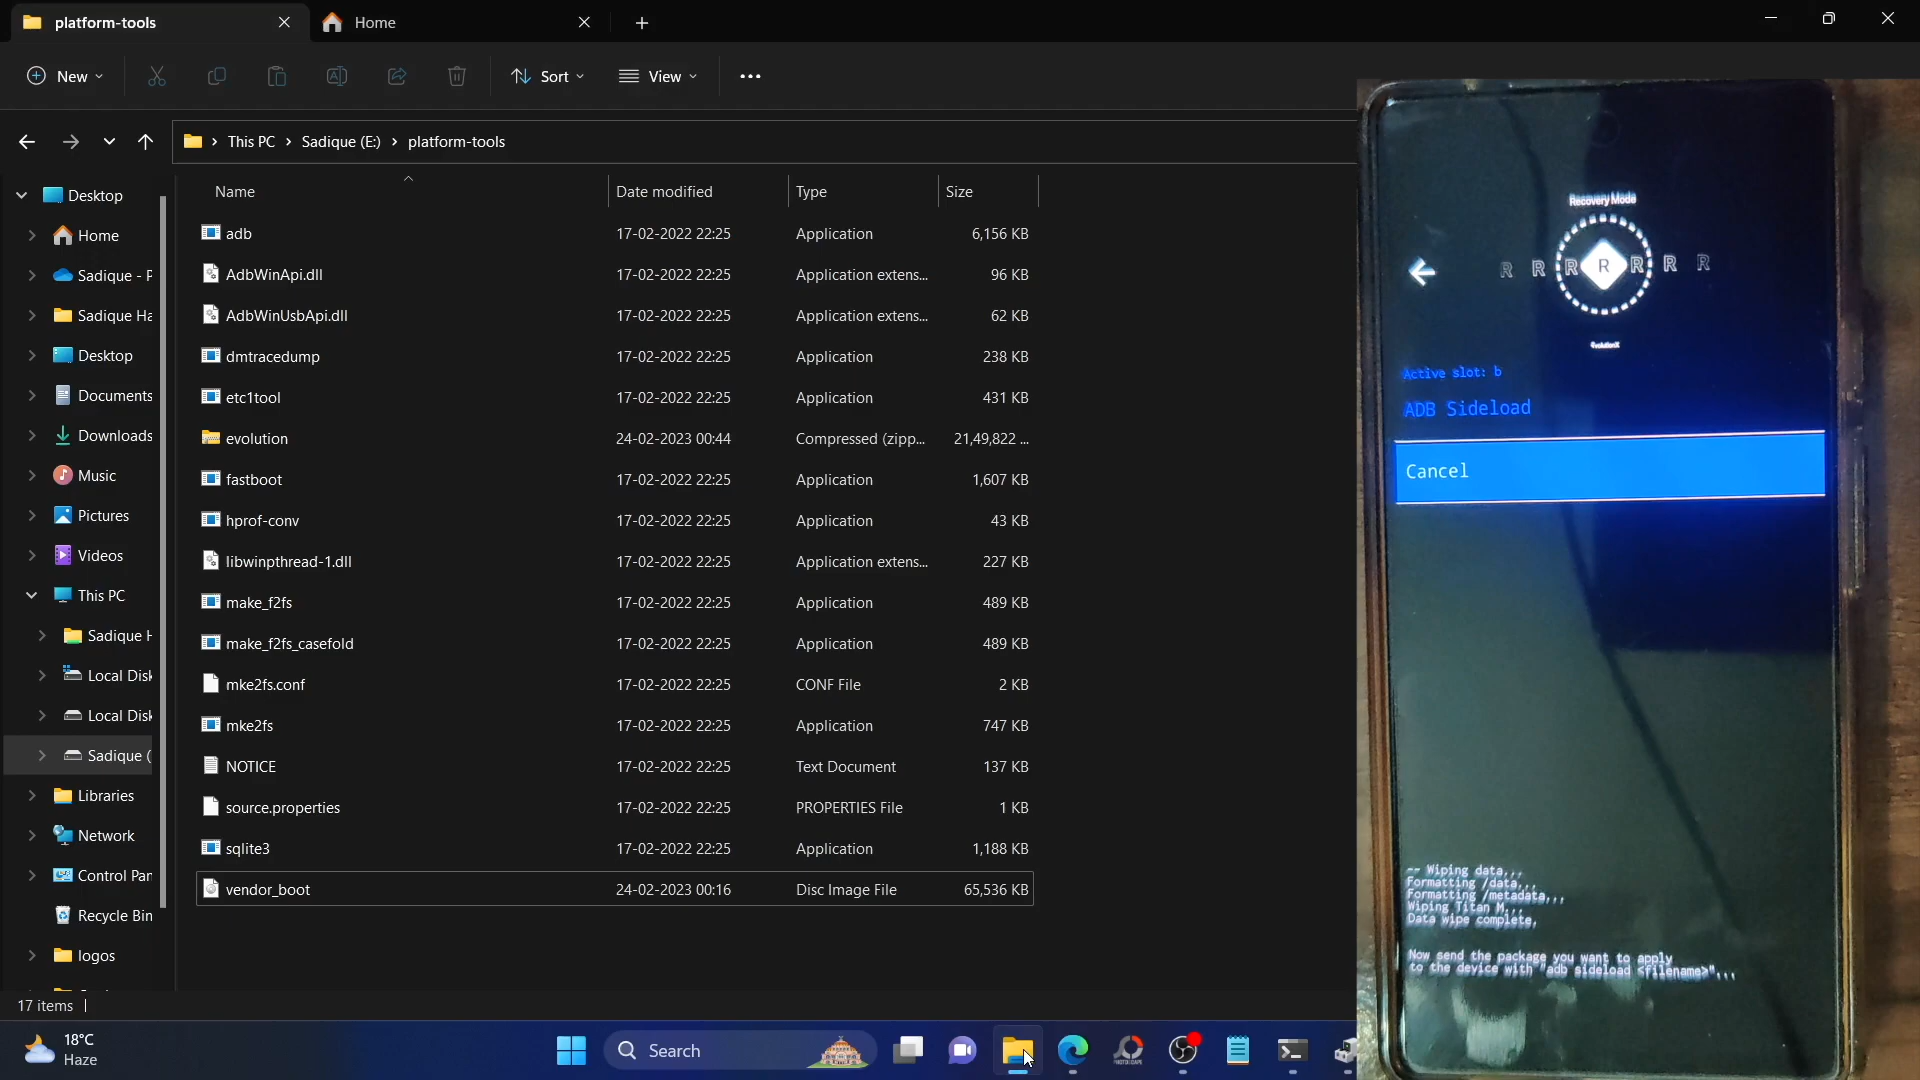 platform-tools
Home
New
Sort
View
This PC > Sadique (E:) > platform-tools
Name
Date modified
Type
Size
Desktop
Home
Sadique - P
Sadique Ha
Desktop
Documents
Downloads
Music
Pictures
Videos
This PC
Sadique H
Local Disk
Local Disk
Sadique (
Libraries
Network
Control Pan
Recycle Bin
logos
adb 17-02-2022 22:25 Application 6,156 KB
AdbWinApi.dll 17-02-2022 22:25 Application extens... 96 KB
AdbWinUsbApi.dll 17-02-2022 22:25 Application extens... 62 KB
dmtracedump 17-02-2022 22:25 Application 238 KB
etc1tool 17-02-2022 22:25 Application 431 KB
evolution 24-02-2023 00:44 Compressed (zipp... 21,49,822 ...
fastboot 17-02-2022 22:25 Application 1,607 KB
hprof-conv 17-02-2022 22:25 Application 43 KB
libwinpthread-1.dll 17-02-2022 22:25 Application extens... 227 KB
make_f2fs 17-02-2022 22:25 Application 489 KB
make_f2fs_casefold 17-02-2022 22:25 Application 489 KB
mke2fs.conf 17-02-2022 22:25 CONF File 2 KB
mke2fs 17-02-2022 22:25 Application 747 KB
NOTICE 17-02-2022 22:25 Text Document 137 KB
source.properties 17-02-2022 22:25 PROPERTIES File 1 KB
sqlite3 17-02-2022 22:25 Application 1,188 KB
vendor_boot 24-02-2023 00:16 Disc Image File 65,536 KB
17 items
18°C
Haze
Search
Recovery Mode
R R R R R R R
EvolutionX
Active slot: b
ADB Sideload
Cancel
-- Wiping data...
Formatting /data...
Formatting /metadata...
Wiping Titan M...
Data wipe complete.
Now send the package you want to apply
to the device with "adb sideload <filename>"...